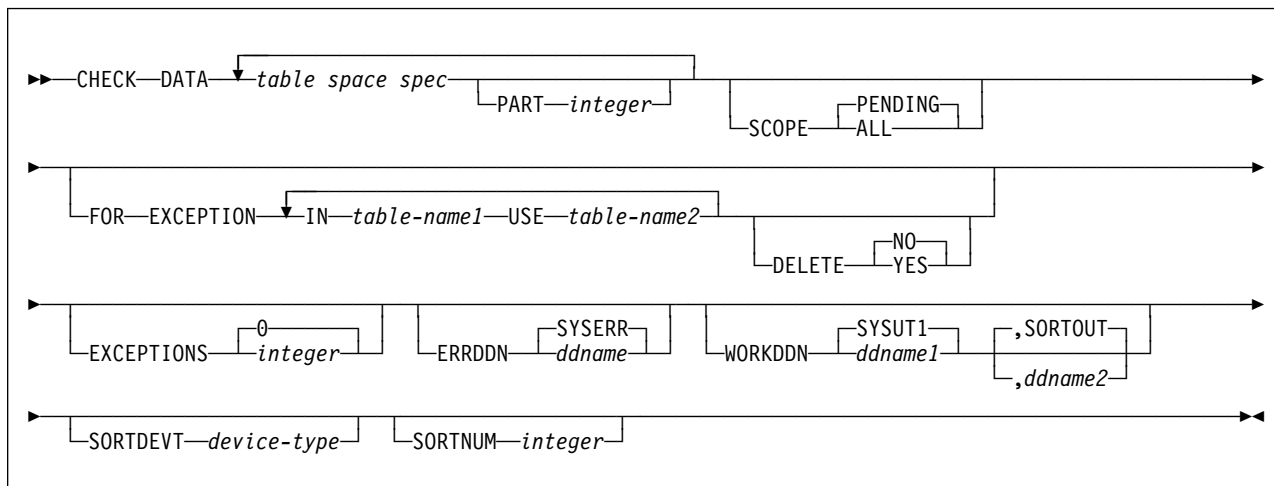 CHECK DATA table space spec
PART integer
SCOPE PENDING
ALL
FOR EXCEPTION IN table-name1 USE table-name2
DELETE NO
YES
EXCEPTIONS 0
integer
ERRDDN SYSERR
ddname
WORKDDN SYSUT1
ddname1
,SORTOUT
,ddname2
SORTDEVT device-type
SORTNUM integer